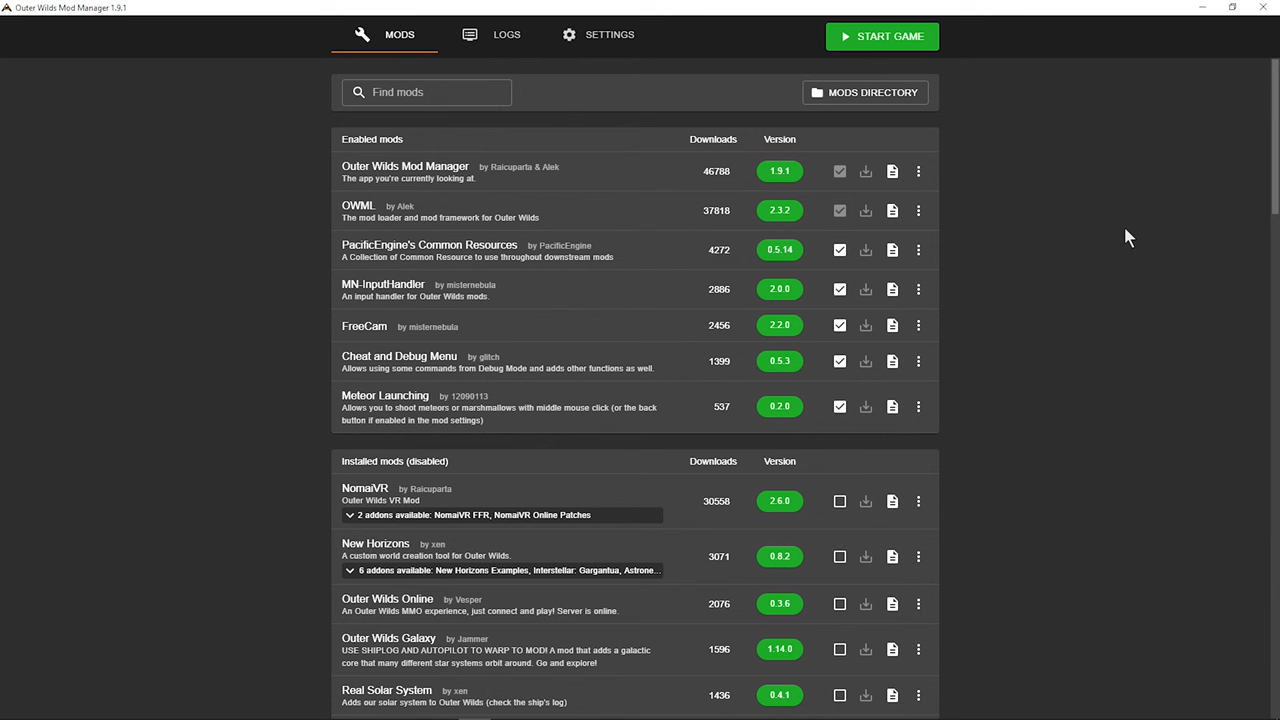 Outer Wilds Mod Manager 1.9.1
MODS LOGS SETTINGS START GAME
Find mods MODS DIRECTORY
Enabled mods Downloads Version
Outer Wilds Mod Manager by Raicuparta & Alek 46788 1.9.1
The app you're currently looking at.
OWML by Alek 37818 2.3.2
The mod loader and mod framework for Outer Wilds
PacificEngine's Common Resources by PacificEngine 4272 0.5.14
A Collection of Common Resource to use throughout downstream mods
MN-InputHandler by misternebula 2886 2.0.0
An input handler for Outer Wilds mods.
FreeCam by misternebula 2456 2.2.0
Cheat and Debug Menu by glitch 1399 0.5.3
Allows using some commands from Debug Mode and adds other functions as well.
Meteor Launching by 12090113 537 0.2.0
Allows you to shoot meteors or marshmallows with middle mouse click (or the back
button if enabled in the mod settings)
Installed mods (disabled) Downloads Version
NomaiVR by Raicuparta 30558 2.6.0
Outer Wilds VR Mod
2 addons available: NomaiVR FFR, NomaiVR Online Patches
New Horizons by xen 3071 0.8.2
A custom world creation tool for Outer Wilds.
6 addons available: New Horizons Examples, Interstellar: Gargantua, Astrone...
Outer Wilds Online by Vesper 2076 0.3.6
An Outer Wilds MMO experience, just connect and play! Server is online.
Outer Wilds Galaxy by Jammer 1596 1.14.0
USE SHIPLOG AND AUTOPILOT TO WARP TO MOD! A mod that adds a galactic
core that many different star systems orbit around. Go and explore!
Real Solar System by xen 1436 0.4.1
Adds our solar system to Outer Wilds (check the ship's log)